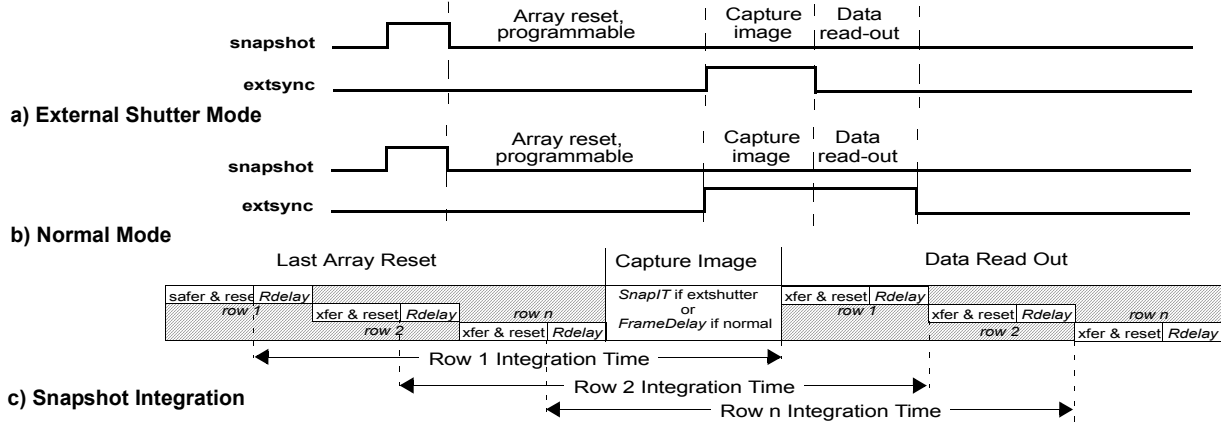 Array reset,
programmable
Capture
image
Data
read-out
snapshot
extsync
a) External Shutter Mode
Array reset,
programmable
Capture
image
Data
read-out
snapshot
extsync
b) Normal Mode
Last Array Reset
Capture Image
Data Read Out
safer & rese Rdelay
row 1
xfer & reset Rdelay
row 2
row n
xfer & reset Rdelay
SnapIT if extshutter
or
FrameDelay if normal
xfer & reset Rdelay
row 1
xfer & reset Rdelay
row 2
row n
xfer & reset Rdelay
Row 1 Integration Time
Row 2 Integration Time
Row n Integration Time
c) Snapshot Integration